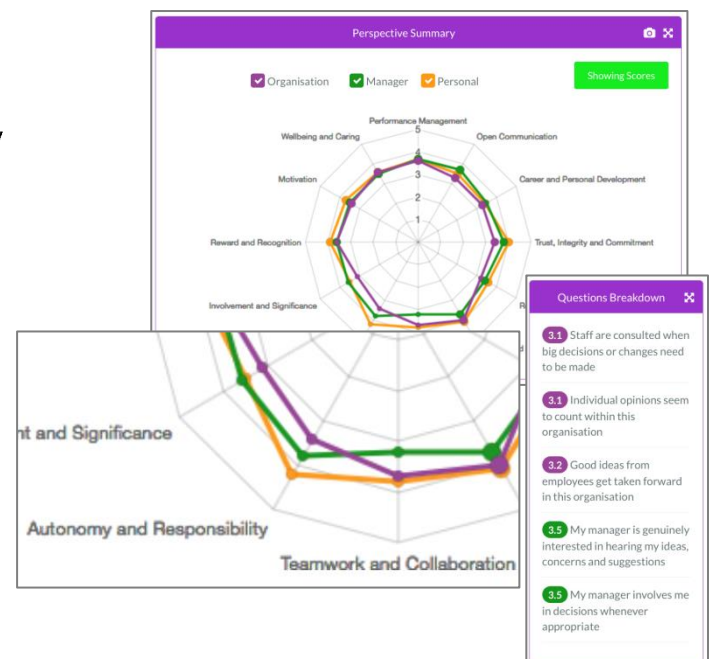 Perspective Summary
Organisation
Manager
Personal
Showing Scores
Performance Management
5
Wellbeing and Caring
Open Communication
4
3
Motivation
Career and Personal Development
2
1
Reward and Recognition
Trust, Integrity and Commitment
Involvement and Significance
nt and Significance
Autonomy and Responsibility
Teamwork and Collaboration
Questions Breakdown
3.1 Staff are consulted when
big decisions or changes need
to be made
3.1 Individual opinions seem
to count within this
organisation
3.2 Good ideas from
employees get taken forward
in this organisation
3.5 My manager is genuinely
interested in hearing my ideas,
concerns and suggestions
3.5 My manager involves me
in decisions whenever
appropriate